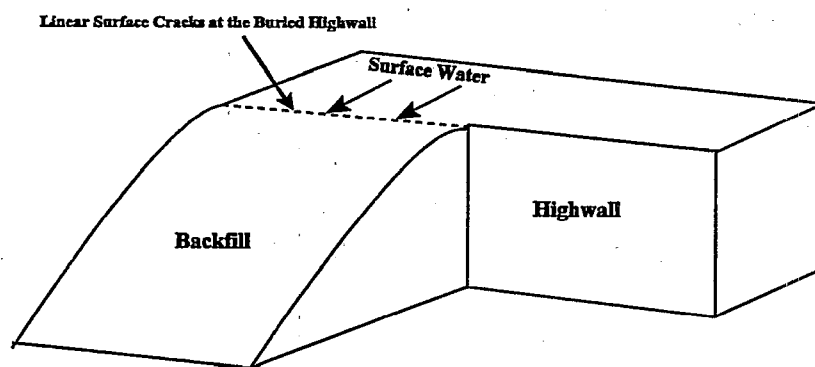 Linear Surface Cracks at the Buried Highwall
Surface Water
Highwall
Backfill